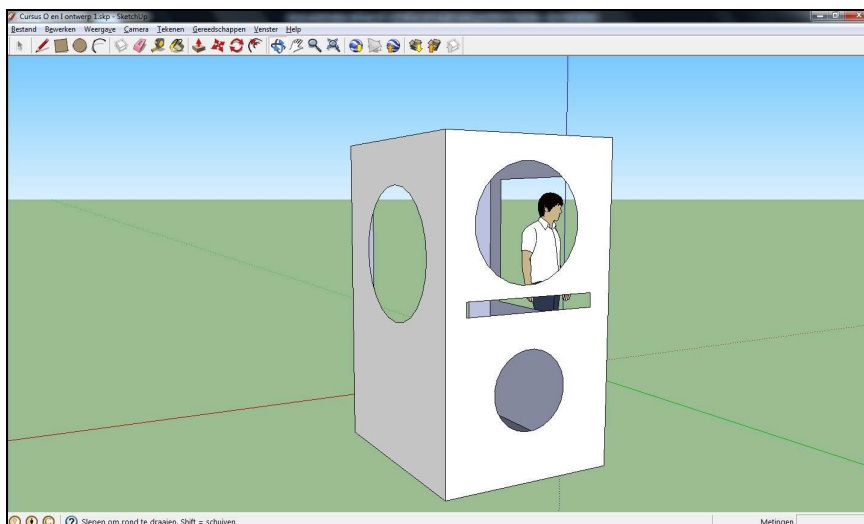 Cursus O en I ontwerp 1.skp - SketchUp
Bestand Bewerken Weergave Camera Tekenen Gereedschappen Venster Help
Slepen om rond te draaien. Shift = schuiven
Metingen